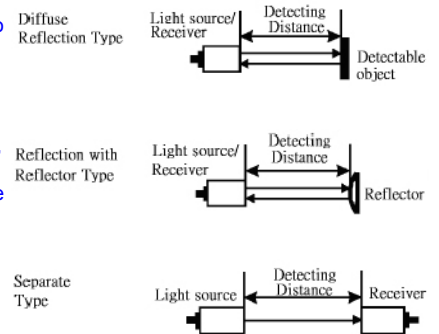 Diffuse
Reflection Type
Light source/
Receiver
Detecting
Distance
Detectable
object
Reflection with
Reflector Type
Light source/
Receiver
Detecting
Distance
Reflector
Separate
Type
Light source
Detecting
Distance
Receiver